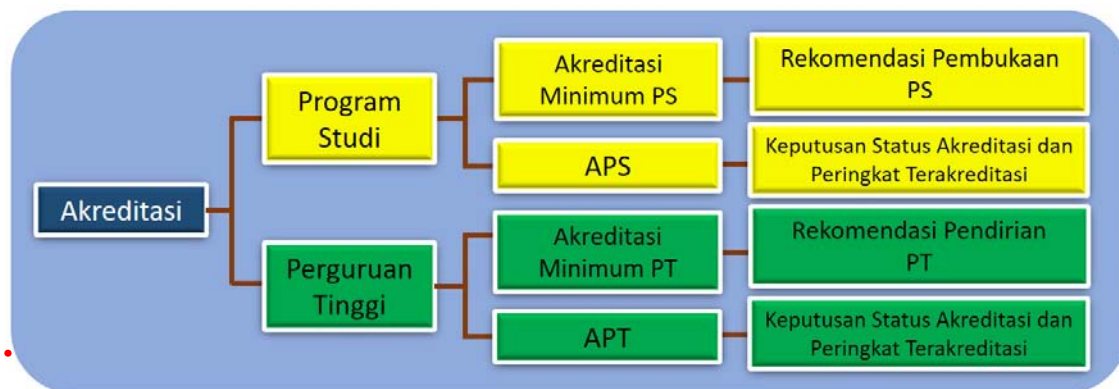 Akreditasi
Program
Studi
Akreditasi
Minimum PS
Rekomendasi Pembukaan
PS
APS
Keputusan Status Akreditasi dan
Peringkat Terakreditasi
Perguruan
Tinggi
Akreditasi
Minimum PT
Rekomendasi Pendirian
PT
APT
Keputusan Status Akreditasi dan
Peringkat Terakreditasi